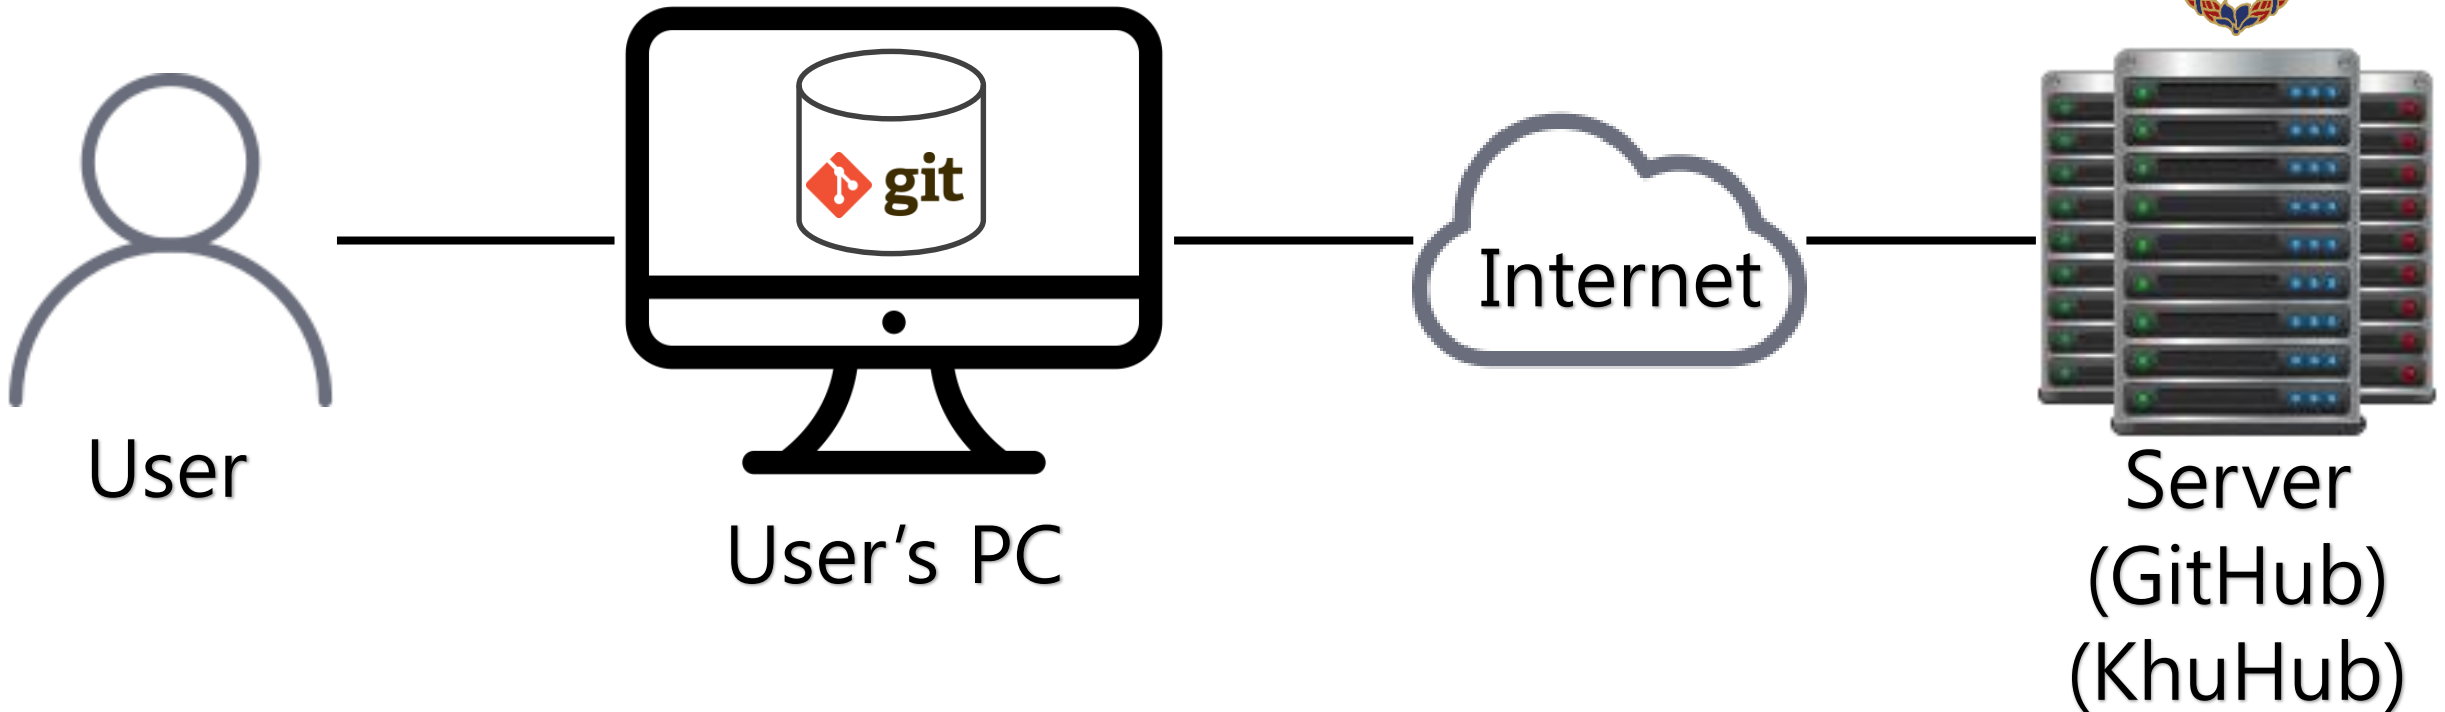 git
Internet
User
User’s PC
Server
(GitHub)
(KhuHub)